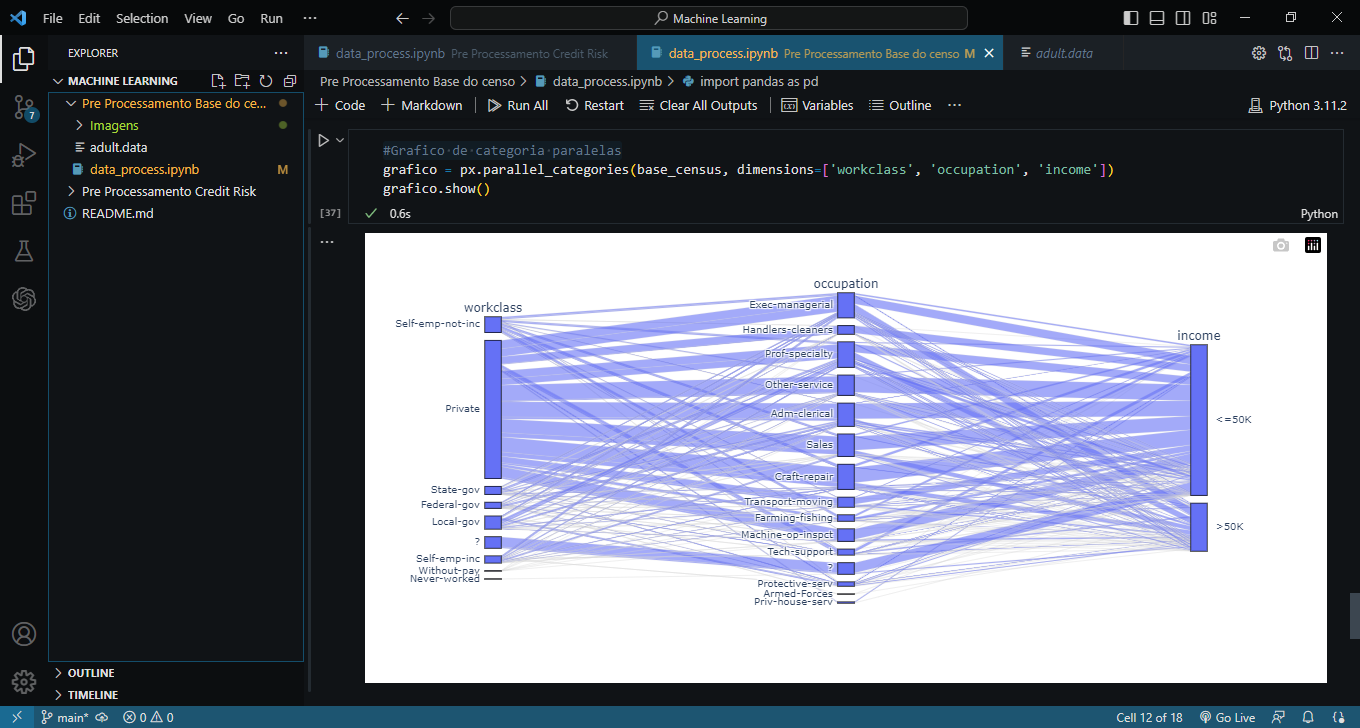 File Edit Selection View Go Run ··· Machine Learning
EXPLORER ···
MACHINE LEARNING
Pre Processamento Base do ce...
Imagens
adult.data
data_process.ipynb M
Pre Processamento Credit Risk
README.md
7
OUTLINE
TIMELINE
data_process.ipynb Pre Processamento Credit Risk
data_process.ipynb Pre Processamento Base do censo M
adult.data
Pre Processamento Base do censo > data_process.ipynb > import pandas as pd
+ Code + Markdown Run All Restart Clear All Outputs Variables Outline ··· Python 3.11.2
#Grafico de categoria paralelas
grafico = px.parallel_categories(base_census, dimensions=['workclass', 'occupation', 'income'])
grafico.show()
[37] 0.6s Python
workclass
Self-emp-not-inc
Private
State-gov
Federal-gov
Local-gov
?
Self-emp-inc
Without-pay
Never-worked
occupation
Exec-managerial
Handlers-cleaners
Prof-specialty
Other-service
Adm-clerical
Sales
Craft-repair
Transport-moving
Farming-fishing
Machine-op-inspct
Tech-support
?
Protective-serv
Armed-Forces
Priv-house-serv
income
<=50K
>50K
main* 0 0 Cell 12 of 18 Go Live